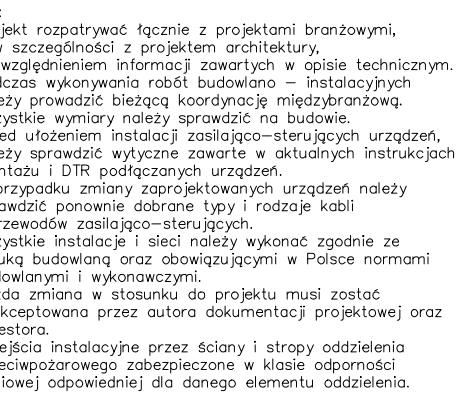 :
jekt rozpatrywać łącznie z projektami branżowymi,
w szczególności z projektem architektury,
względnieniem informacji zawartych w opisie technicznym.
dczas wykonywania robót budowlano – instalacyjnych
eży prowadzić bieżącą koordynację międzybranżową.
zystkie wymiary należy sprawdzić na budowie.
ed ułożeniem instalacji zasilająco–sterujących urządzeń,
eży sprawdzić wytyczne zawarte w aktualnych instrukcjach
ntażu i DTR podłączanych urządzeń.
przypadku zmiany zaprojektowanych urządzeń należy
awdzić ponownie dobrane typy i rodzaje kabli
rzewodów zasilająco–sterujących.
zystkie instalacje i sieci należy wykonać zgodnie ze
uką budowlaną oraz obowiązującymi w Polsce normami
dowlanymi i wykonawczymi.
żda zmiana w stosunku do projektu musi zostać
kceptowana przez autora dokumentacji projektowej oraz
estora.
ejścia instalacyjne przez ściany i stropy oddzielenia
eciwpożarowego zabezpieczone w klasie odporności
niowej odpowiedniej dla danego elementu oddzielenia.